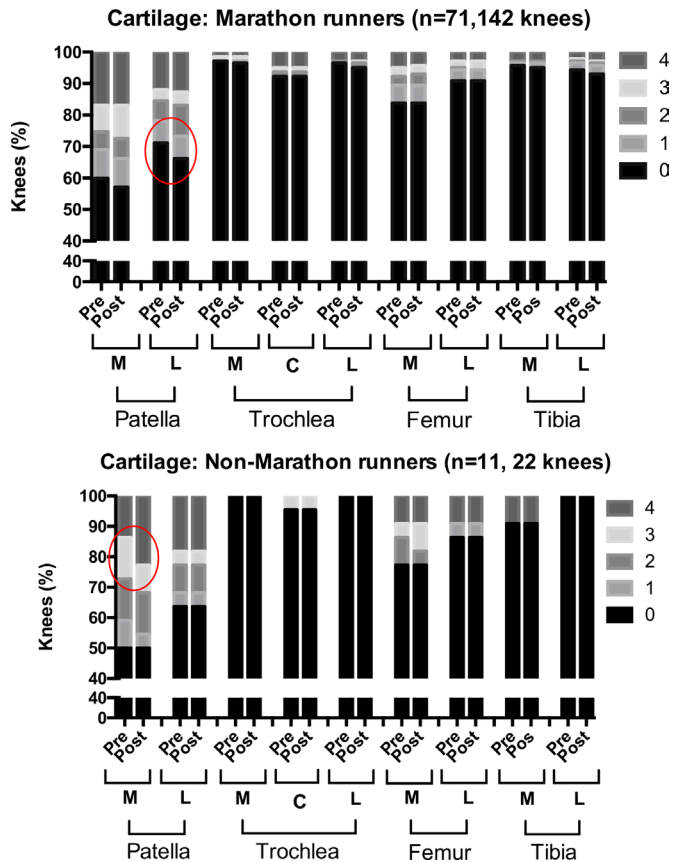 Cartilage: Marathon runners (n=71,142 knees)
Knees (%)
100
90
80
70
60
50
40
40
0
4
3
2
1
0
Pre Post Pre Post Pre Post Pre Post Pre Post Pre Post Pre Post Pre Pos Pre Post
M L M C L M L M L
Patella Trochlea Femur Tibia
Cartilage: Non-Marathon runners (n=11, 22 knees)
Knees (%)
100
90
80
70
60
50
40
40
0
4
3
2
1
0
Pre Post Pre Post Pre Post Pre Post Pre Post Pre Post Pre Post Pre Pos Pre Post
M L M C L M L M L
Patella Trochlea Femur Tibia